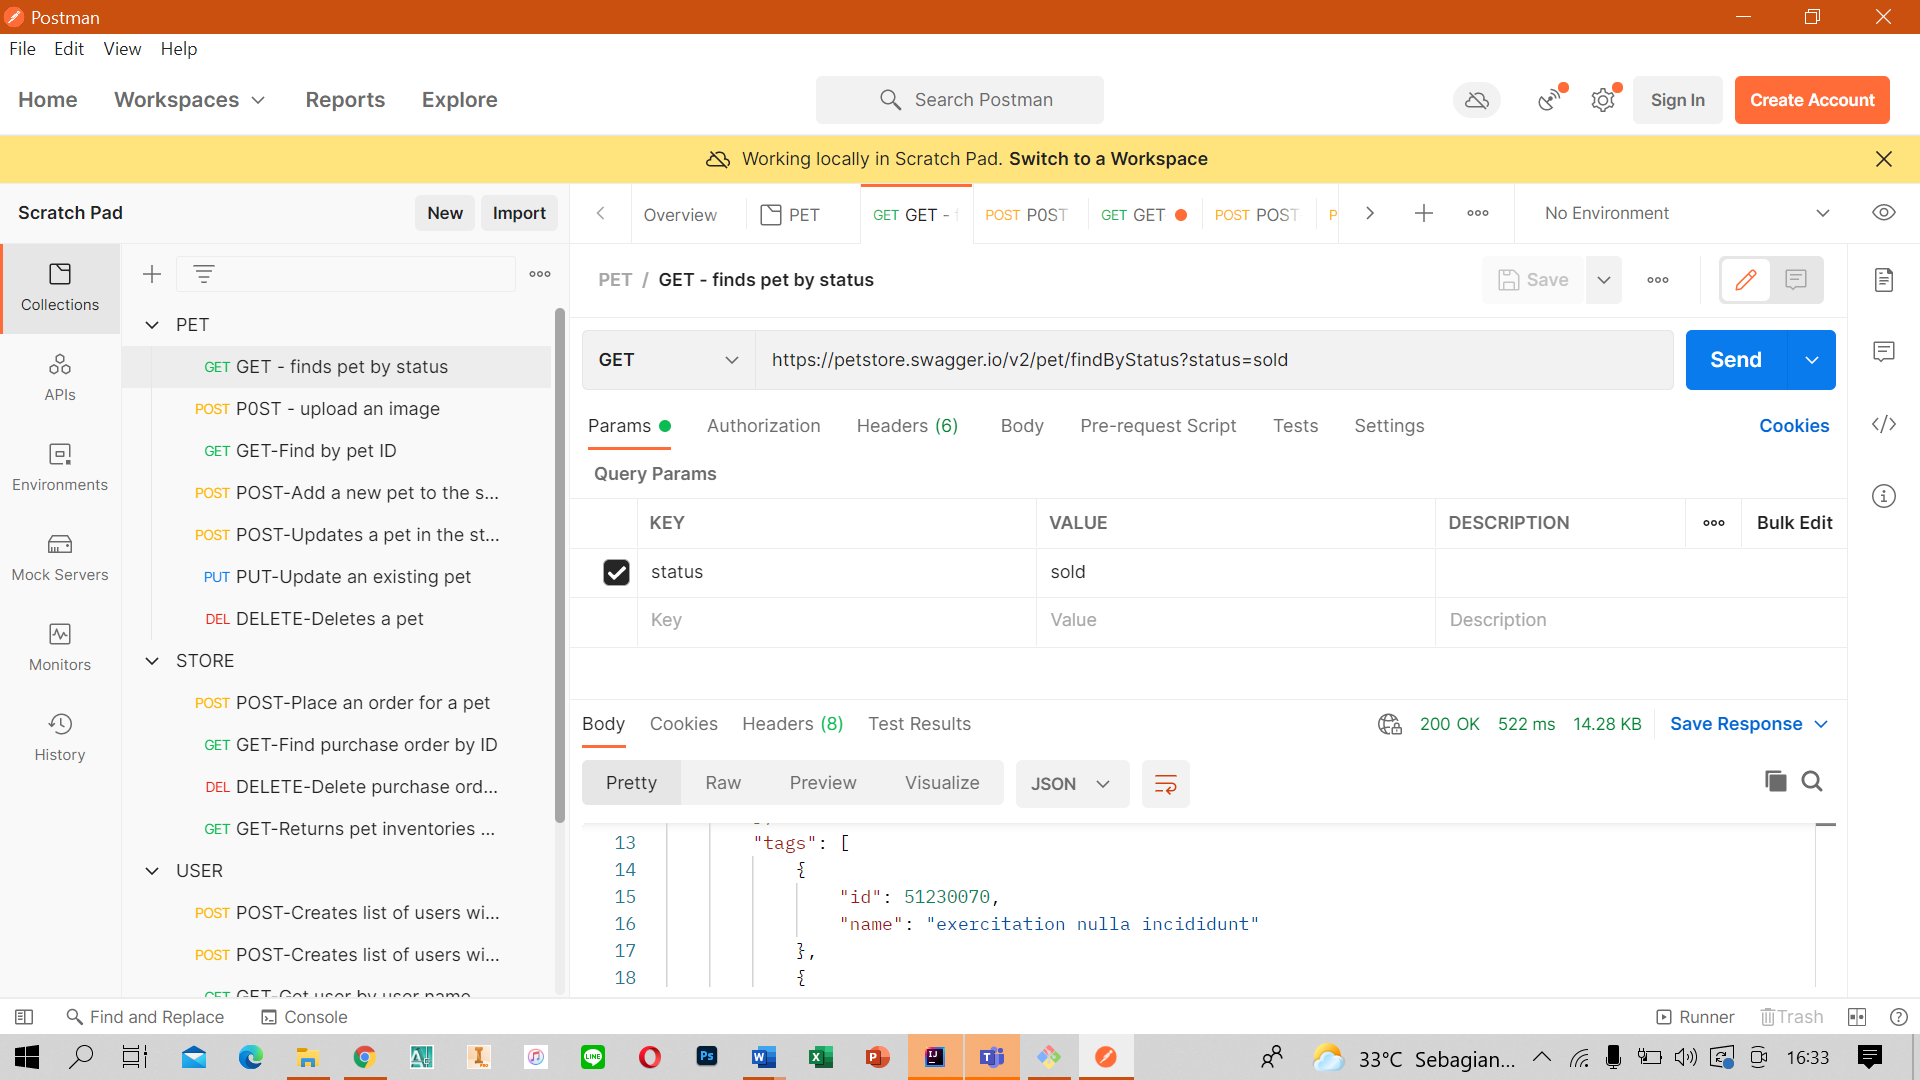 Postman
File Edit View Help
Home Workspaces Reports Explore
Search Postman
Sign In
Create Account
Working locally in Scratch Pad. Switch to a Workspace
Scratch Pad
New
Import
Overview
PET
GET GET -
POST P0ST
GET GET
POST POST
P
No Environment
Collections
APIs
Environments
Mock Servers
Monitors
History
PET
GET GET - finds pet by status
POST P0ST - upload an image
GET GET-Find by pet ID
POST POST-Add a new pet to the s...
POST POST-Updates a pet in the st...
PUT PUT-Update an existing pet
DEL DELETE-Deletes a pet
STORE
POST POST-Place an order for a pet
GET GET-Find purchase order by ID
DEL DELETE-Delete purchase ord...
GET GET-Returns pet inventories ...
USER
POST POST-Creates list of users wi...
POST POST-Creates list of users wi...
GET GET-Get user by user name
PET / GET - finds pet by status
Save
GET
https://petstore.swagger.io/v2/pet/findByStatus?status=sold
Send
Params Authorization Headers (6) Body Pre-request Script Tests Settings
Cookies
Query Params
KEY VALUE DESCRIPTION
Bulk Edit
status sold
Key Value Description
Body Cookies Headers (8) Test Results
200 OK 522 ms 14.28 KB
Save Response
Pretty Raw Preview Visualize
JSON
13 "tags": [
14 {
15 "id": 51230070,
16 "name": "exercitation nulla incididunt"
17 },
18 {
Find and Replace
Console
Runner
Trash
33°C Sebagian...
16:33